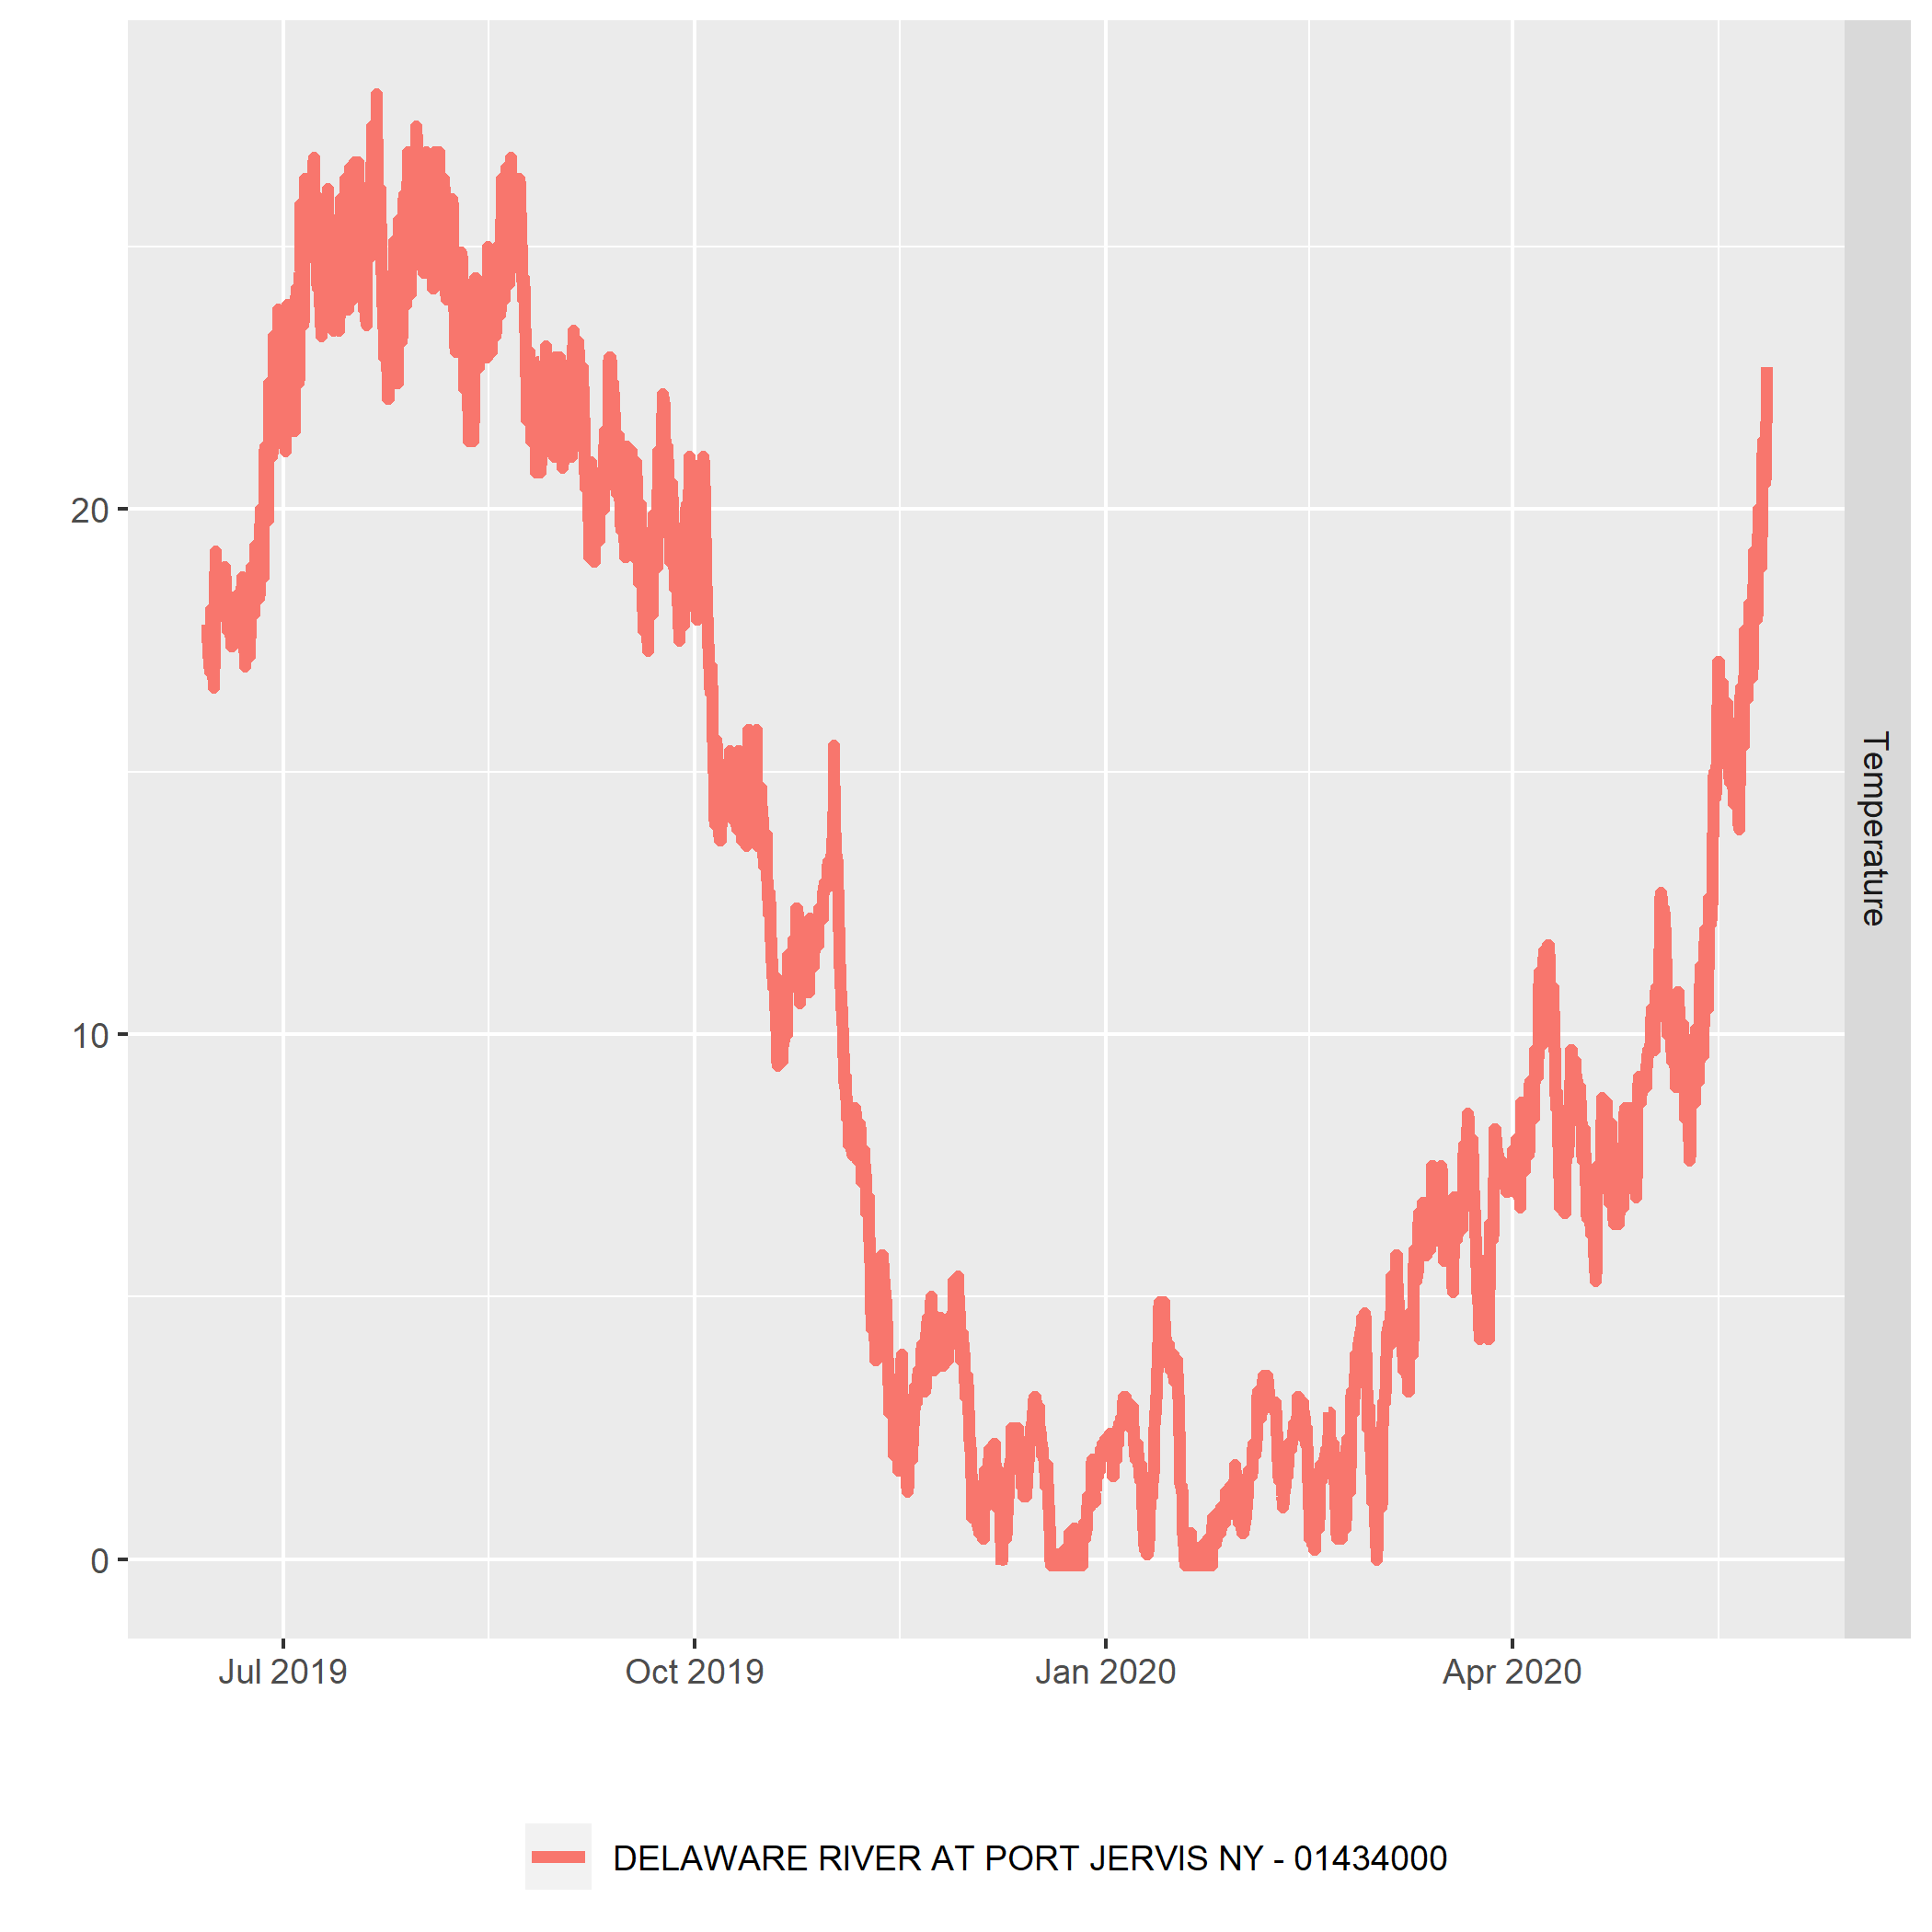 20
10
0
Temperature
Jul 2019 Oct 2019 Jan 2020 Apr 2020
DELAWARE RIVER AT PORT JERVIS NY - 01434000